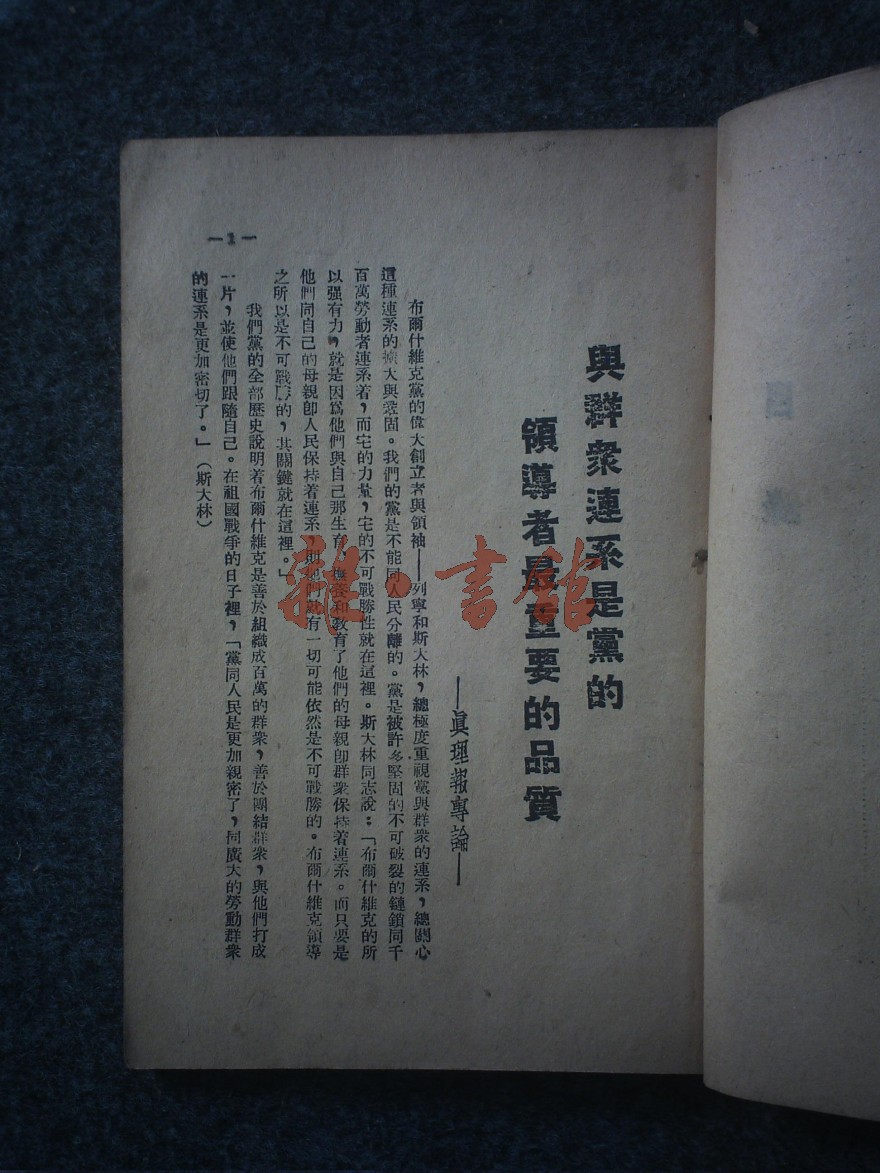 與群衆連系是黨的
領導者最重要的品質
——眞理報專論——
布爾什維克黨的偉大創立者與領袖——列寧和斯大林，總極度重視黨與群衆的連系，總關心
這種連系的擴大與鞏固。我們的黨是不能同人民分離的。黨是被許多堅固的不可破裂的鏈鎖同千
百萬勞動者連系着，而宅的力量，宅的不可戰勝性就在這裡。斯大林同志說：「布爾什維克的所
以强有力，就是因爲他們與自己那生育、撫養和教育了他們的母親卽群衆保持着連系。而只要是
他們同自己的母親卽人民保持着連系，則他們就有一切可能依然是不可戰勝的。布爾什維克領導
之所以是不可戰勝的，其關鍵就在這裡。」
我們黨的全部歷史說明着布爾什維克是善於組織成百萬的群衆，善於團結群衆，與他們打成
一片，並使他們跟隨自己。在祖國戰爭的日子裡，「黨同人民是更加親密了，同廣大的勞動群衆
的連系是更加密切了。」（斯大林）
—1—
雜·書館